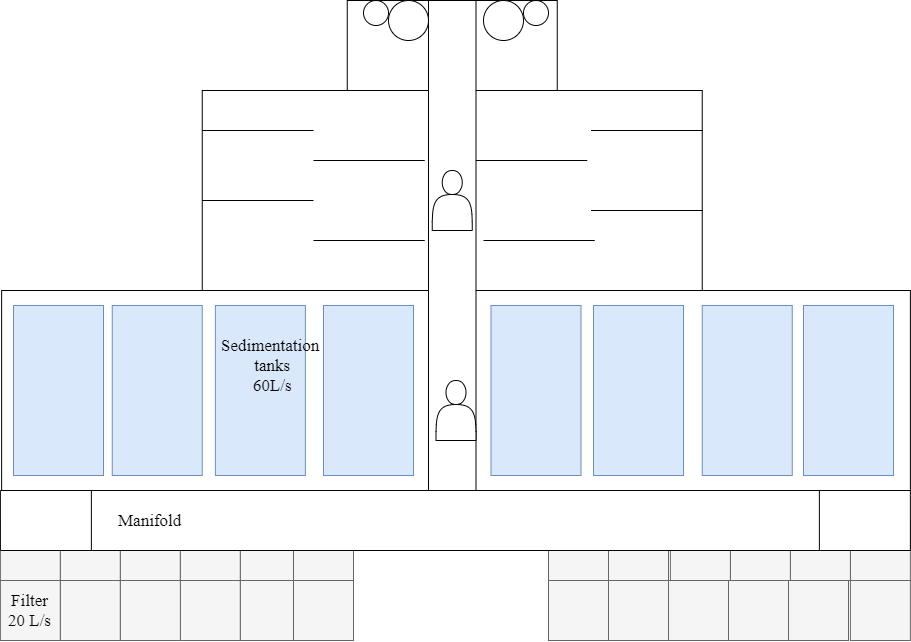 Sedimentation
tanks
60L/s
Manifold
Filter
20 L/s